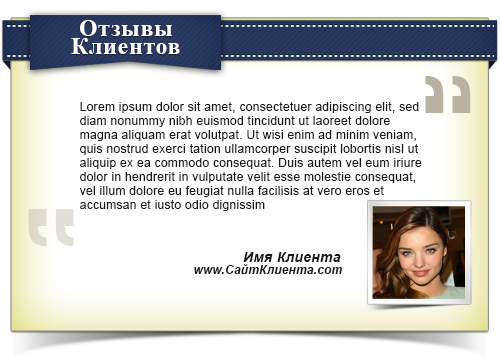 Отзывы
Клиентов
Lorem ipsum dolor sit amet, consectetuer adipiscing elit, sed
diam nonummy nibh euismod tincidunt ut laoreet dolore
magna aliquam erat volutpat. Ut wisi enim ad minim veniam,
quis nostrud exerci tation ullamcorper suscipit lobortis nisl ut
aliquip ex ea commodo consequat. Duis autem vel eum iriure
dolor in hendrerit in vulputate velit esse molestie consequat,
vel illum dolore eu feugiat nulla facilisis at vero eros et
accumsan et iusto odio dignissim
Имя Клиента
www.СайтКлиента.com